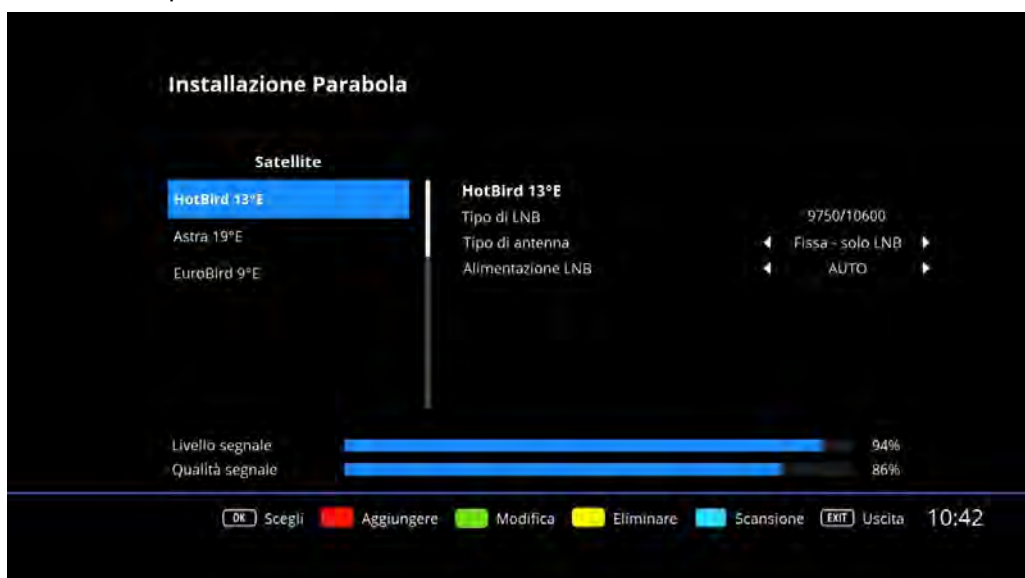 Installazione Parabola
Satellite
HotBird 13°E
Astra 19°E
EuroBird 9°E
HotBird 13°E
Tipo di LNB 9750/10600
Tipo di antenna Fissa - solo LNB
Alimentazione LNB AUTO
Livello segnale 94%
Qualità segnale 86%
OK Scegli Aggiungere Modifica Eliminare Scansione EXIT Uscita 10:42